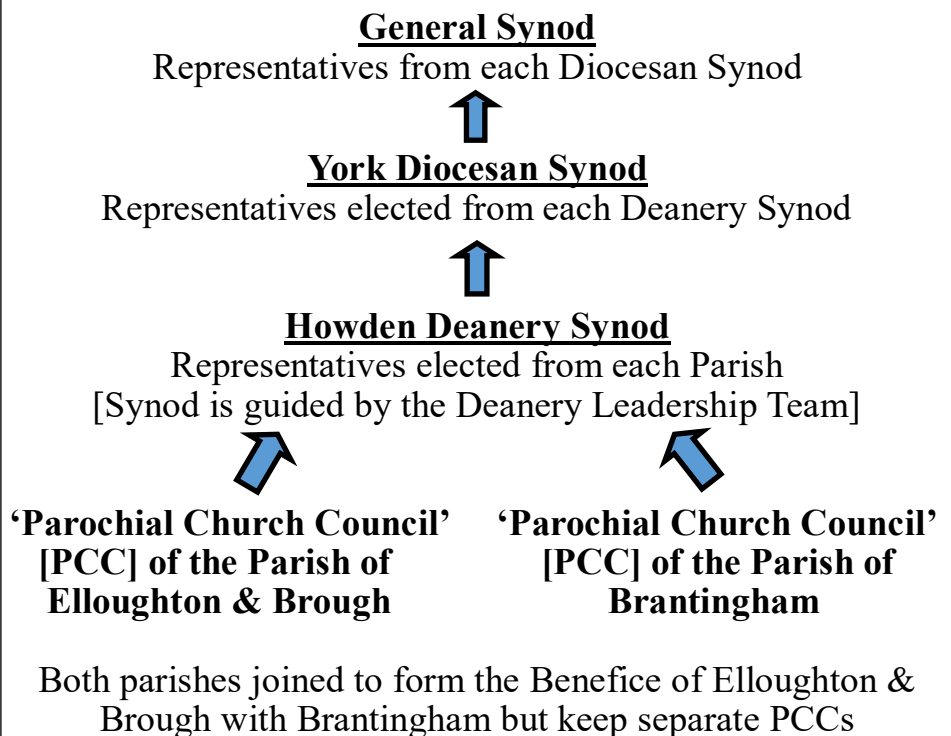 General Synod
Representatives from each Diocesan Synod
York Diocesan Synod
Representatives elected from each Deanery Synod
Howden Deanery Synod
Representatives elected from each Parish
[Synod is guided by the Deanery Leadership Team]
‘Parochial Church Council’
[PCC] of the Parish of
Elloughton & Brough
‘Parochial Church Council’
[PCC] of the Parish of
Brantingham
Both parishes joined to form the Benefice of Elloughton &
Brough with Brantingham but keep separate PCCs